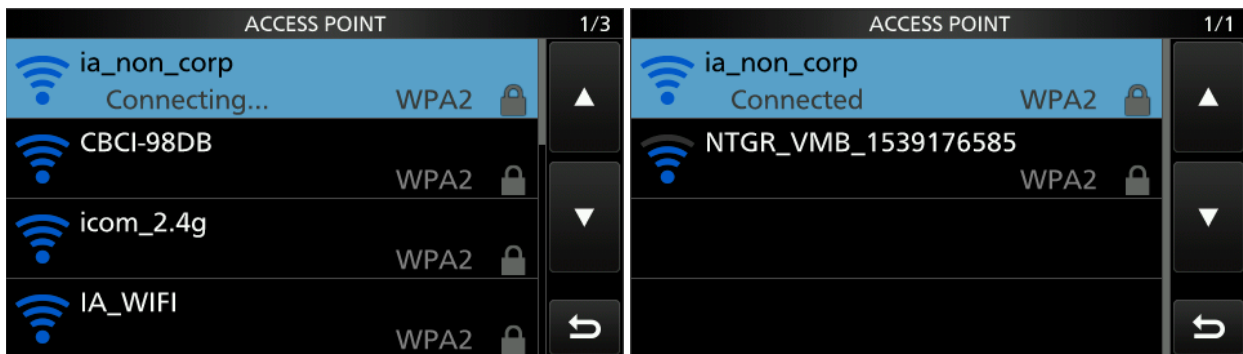 ACCESS POINT 1/3
ia_non_corp
Connecting... WPA2
CBCI-98DB
WPA2
icom_2.4g
WPA2
IA_WIFI
WPA2
ACCESS POINT 1/1
ia_non_corp
Connected WPA2
NTGR_VMB_1539176585
WPA2